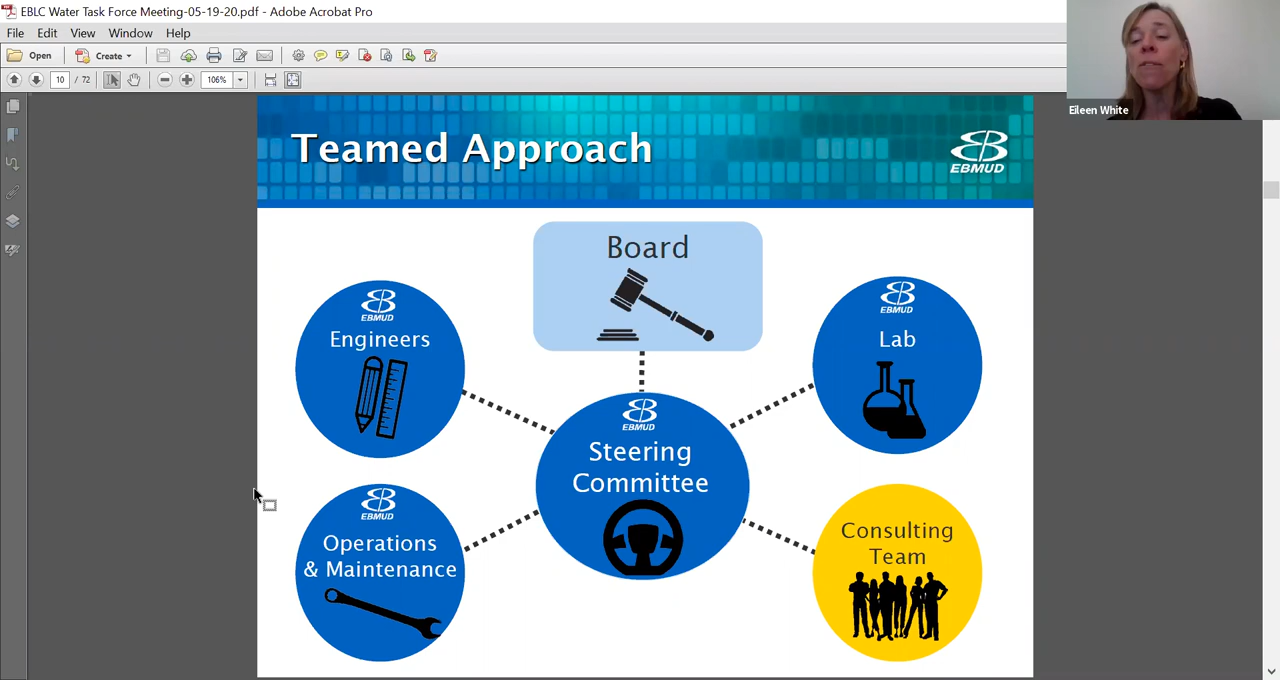 EBLC Water Task Force Meeting-05-19-20.pdf - Adobe Acrobat Pro
File Edit View Window Help
Open Create
10 / 72 106%
Eileen White
Teamed Approach
EBMUD
Board
EBMUD
Engineers
EBMUD
Lab
EBMUD
Steering
Committee
EBMUD
Operations
& Maintenance
Consulting
Team